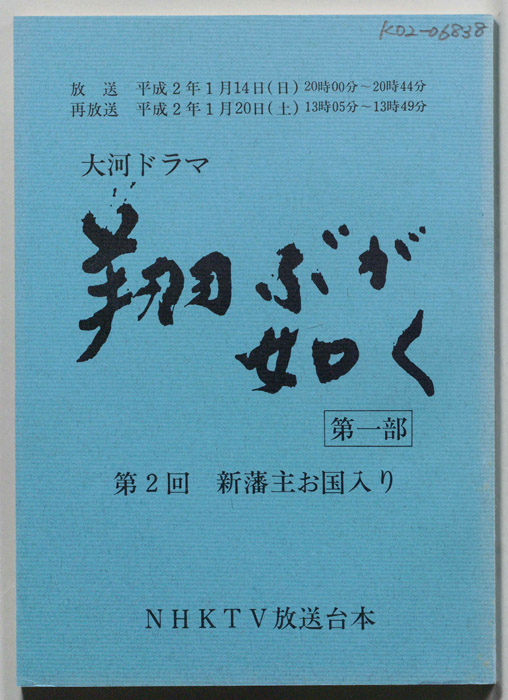 K02-06838
放 送 平成2年1月14日(日) 20時00分～20時44分
再放送 平成2年1月20日(土) 13時05分～13時49分
大河ドラマ
翔ぶが
如く
第一部
第2回 新藩主お国入り
NHKTV放送台本